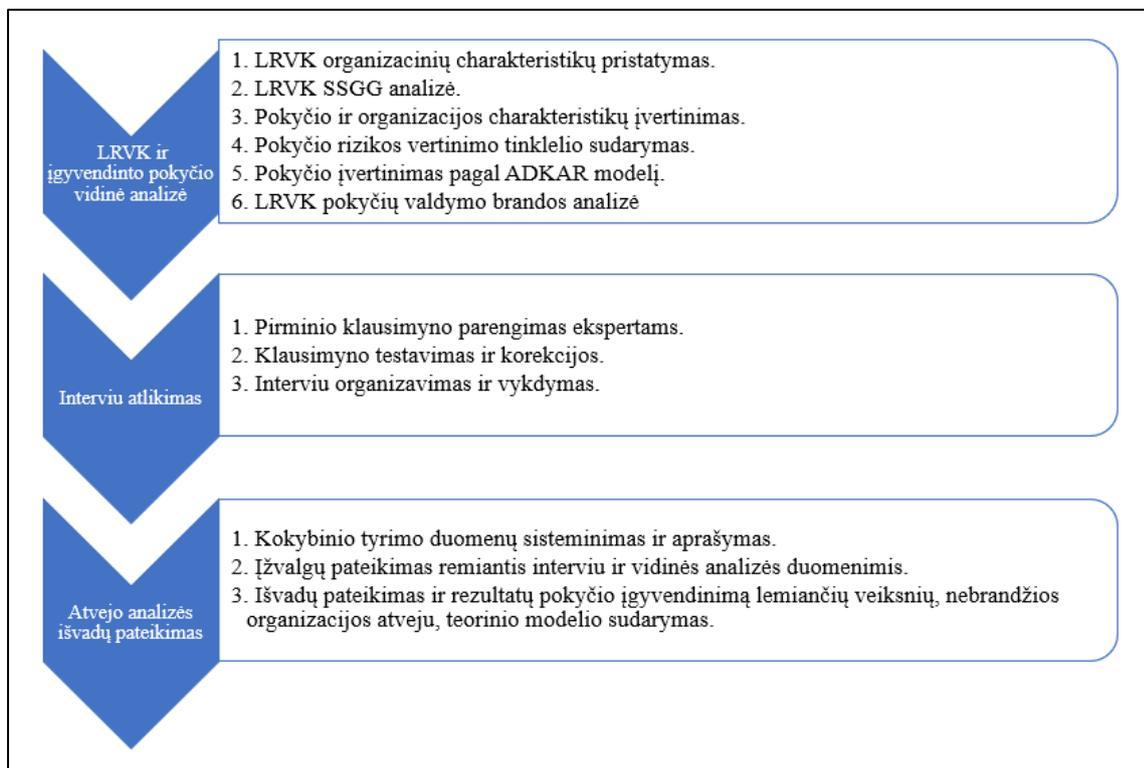 LRVK ir
įgyvendinto pokyčio
vidinė analizė
1. LRVK organizacinių charakteristikų pristatymas.
2. LRVK SSGG analizė.
3. Pokyčio ir organizacijos charakteristikų įvertinimas.
4. Pokyčio rizikos vertinimo tinklelio sudarymas.
5. Pokyčio įvertinimas pagal ADKAR modelį.
6. LRVK pokyčių valdymo brandos analizė
Interviu atlikimas
1. Pirminio klausimyno parengimas ekspertams.
2. Klausimyno testavimas ir korekcijos.
3. Interviu organizavimas ir vykdymas.
Atvejo analizės
išvadų pateikimas
1. Kokybinio tyrimo duomenų sisteminimas ir aprašymas.
2. Įžvalgų pateikimas remiantis interviu ir vidinės analizės duomenimis.
3. Išvadų pateikimas ir rezultatų pokyčio įgyvendinimą lemiančių veiksnių, nebrandžios
organizacijos atveju, teorinio modelio sudarymas.